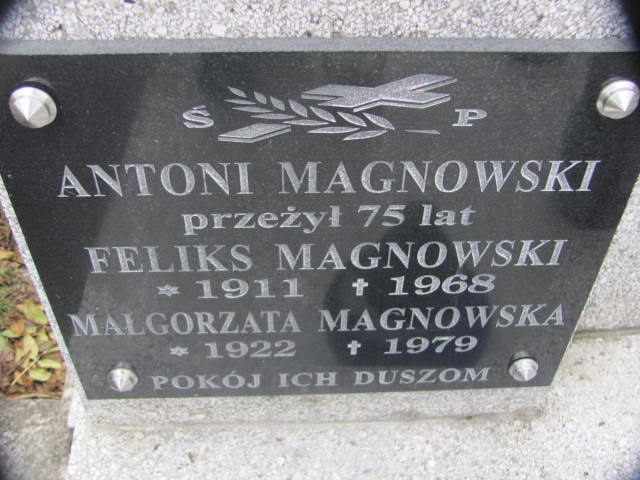 Ś P
ANTONI MAGNOWSKI
przeżył 75 lat
FELIKS MAGNOWSKI
* 1911 ✝ 1968
MAŁGORZATA MAGNOWSKA
* 1922 ✝ 1979
POKÓJ ICH DUSZOM